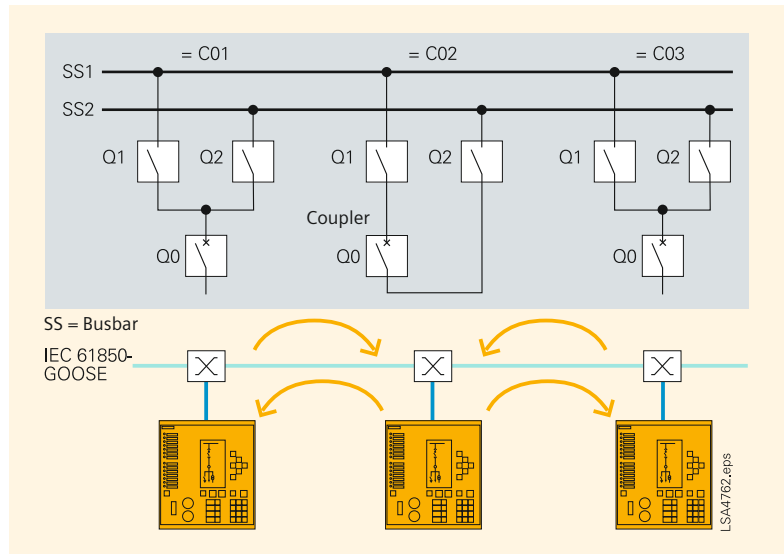 = C01 = C02 = C03
SS1
SS2
Q1 Q2 Q1 Q2 Q1 Q2
Coupler
Q0 Q0 Q0
SS = Busbar
IEC 61850-
GOOSE
LSA4762.eps